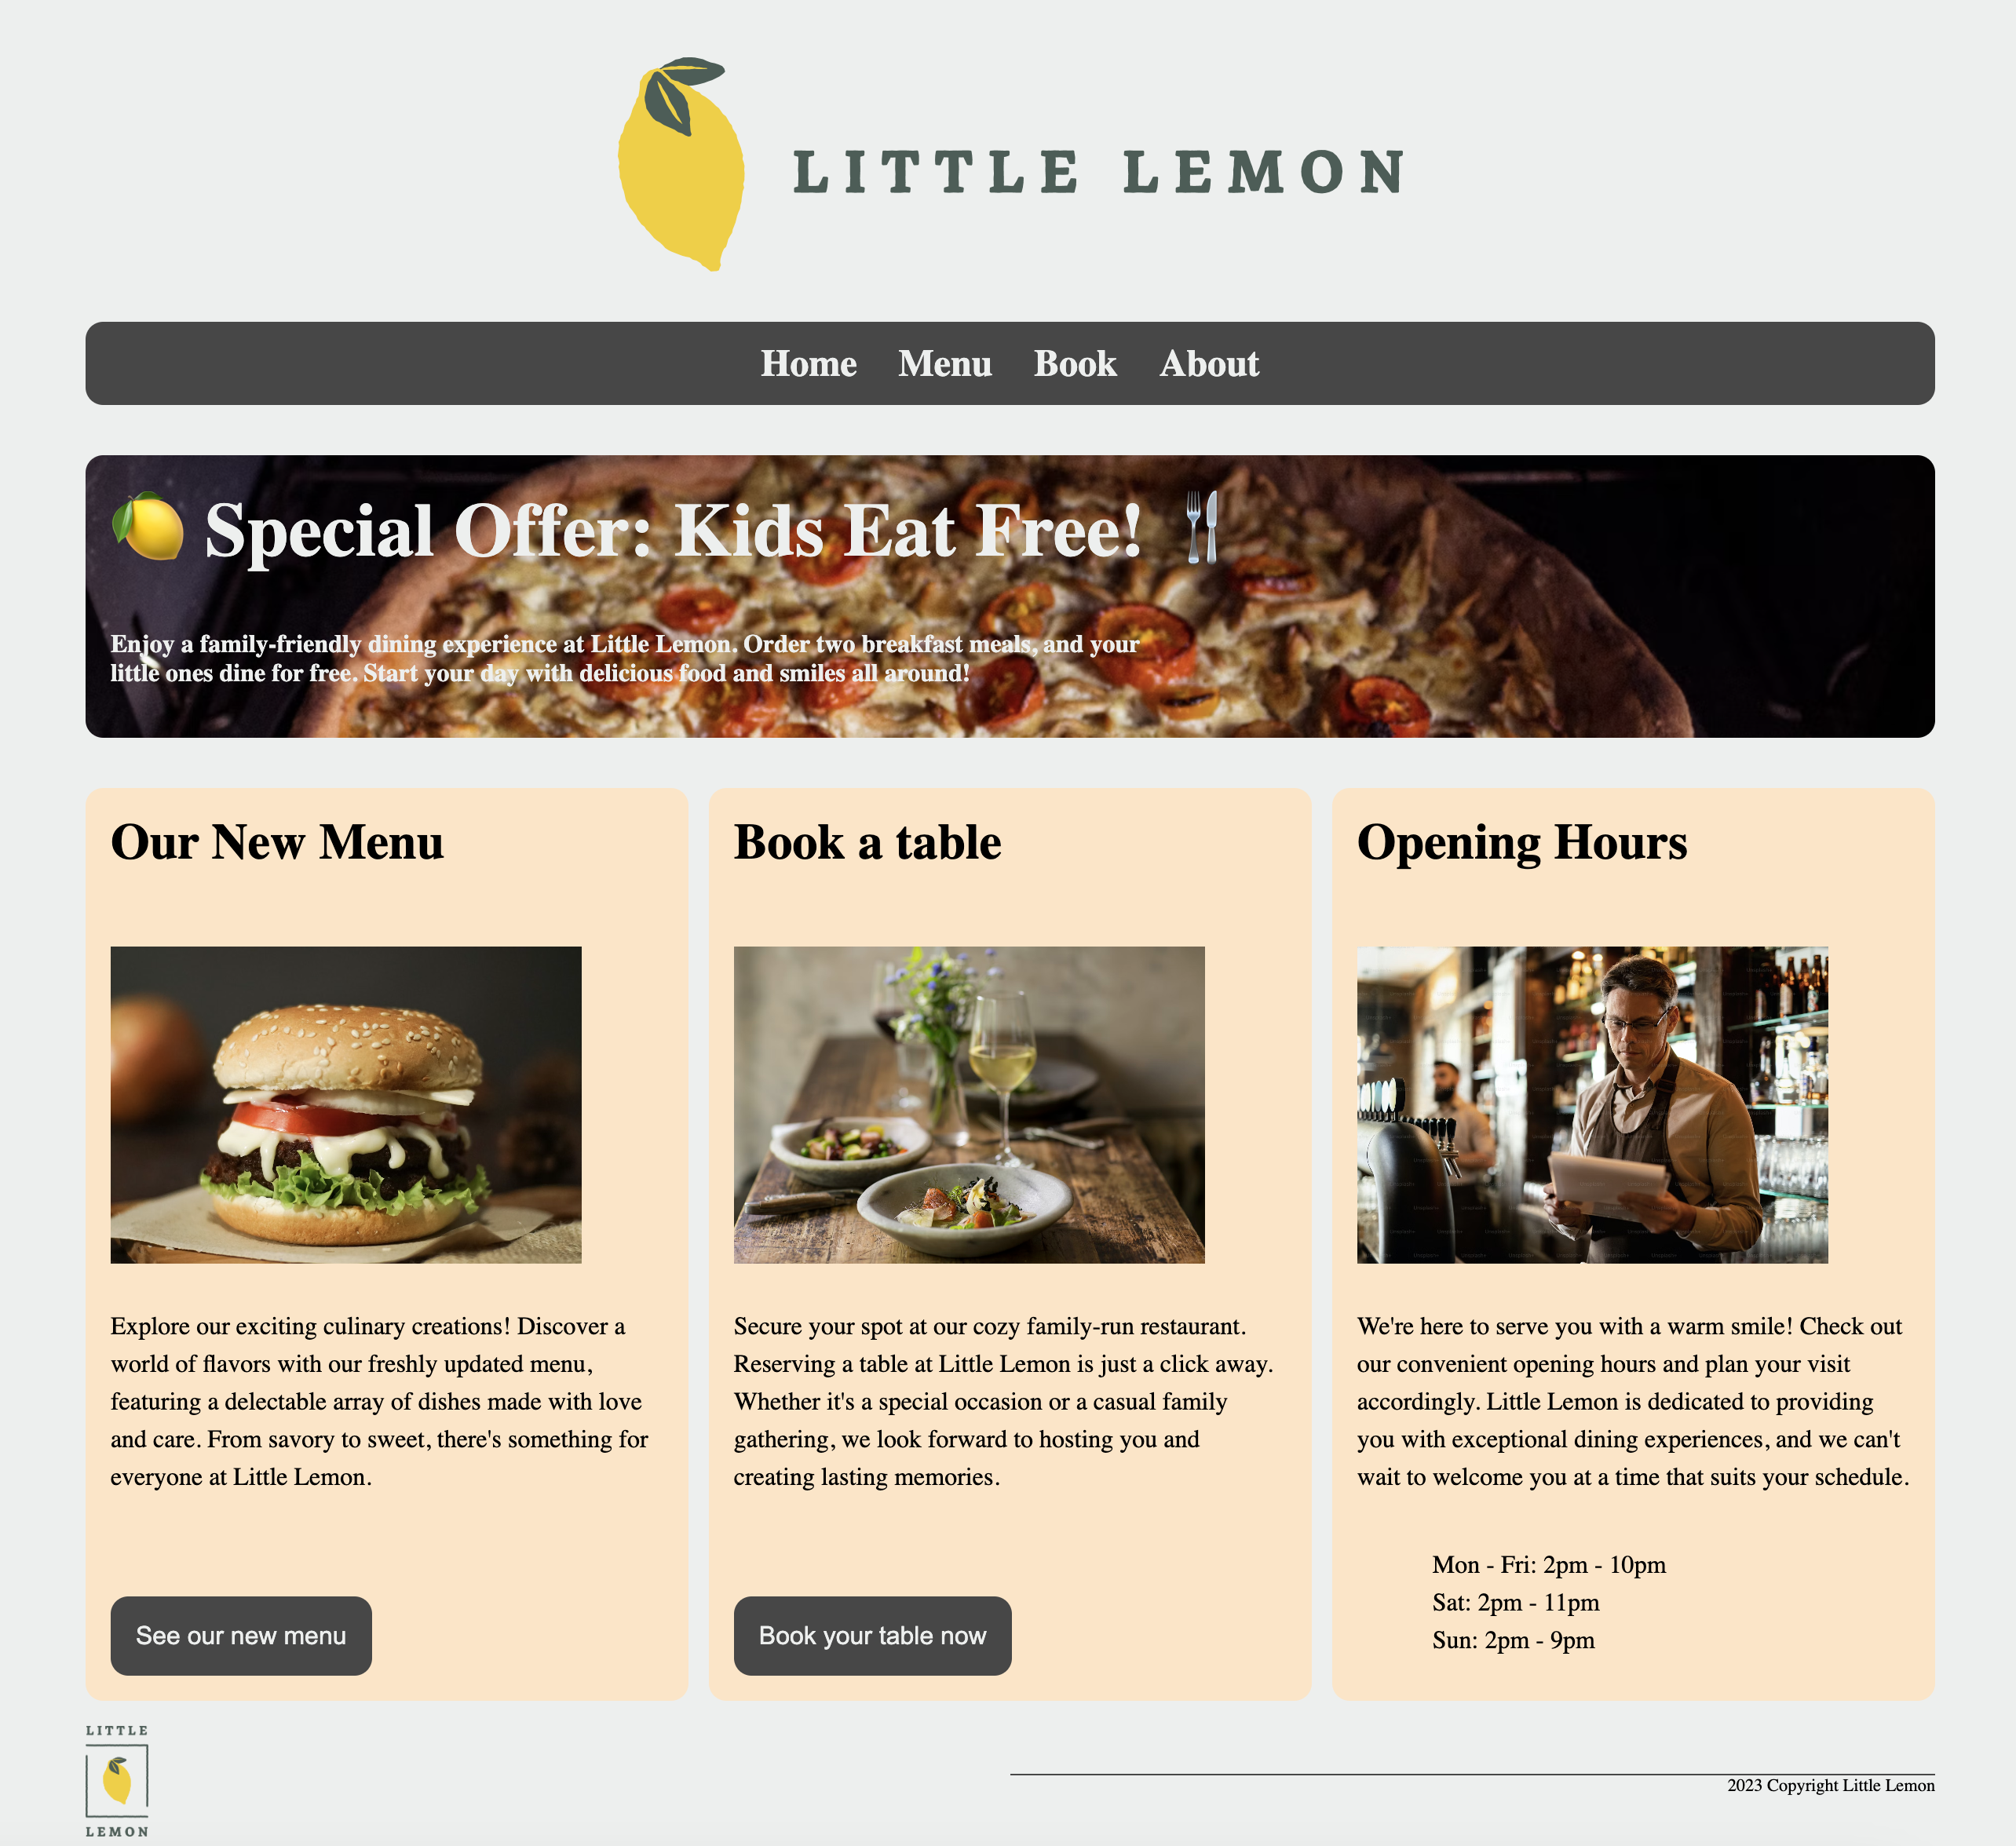 LITTLE LEMON
Home Menu Book About
🍋 Special Offer: Kids Eat Free! 🍴
Enjoy a family-friendly dining experience at Little Lemon. Order two breakfast meals, and your
little ones dine for free. Start your day with delicious food and smiles all around!
Our New Menu
Explore our exciting culinary creations! Discover a
world of flavors with our freshly updated menu,
featuring a delectable array of dishes made with love
and care. From savory to sweet, there's something for
everyone at Little Lemon.
See our new menu
Book a table
Secure your spot at our cozy family-run restaurant.
Reserving a table at Little Lemon is just a click away.
Whether it's a special occasion or a casual family
gathering, we look forward to hosting you and
creating lasting memories.
Book your table now
Opening Hours
We're here to serve you with a warm smile! Check out
our convenient opening hours and plan your visit
accordingly. Little Lemon is dedicated to providing
you with exceptional dining experiences, and we can't
wait to welcome you at a time that suits your schedule.
Mon - Fri: 2pm - 10pm
Sat: 2pm - 11pm
Sun: 2pm - 9pm
LITTLE
LEMON
2023 Copyright Little Lemon